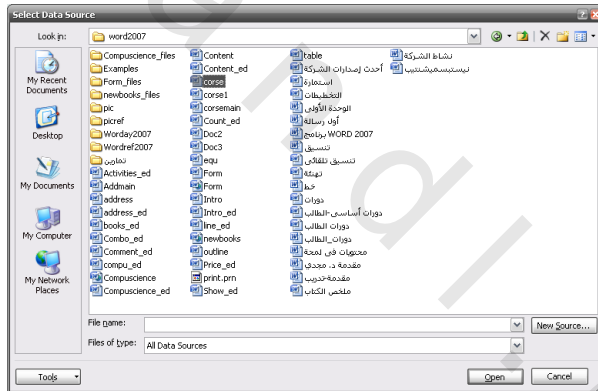 Select Data Source
Look in:
word2007
My Recent Documents
Desktop
My Documents
My Computer
My Network Places
Compuscience_files
Examples
Form_files
newbooks_files
pic
picref
Worday2007
Wordref2007
تمارين
Activities_ed
Addmain
address
address_ed
books_ed
Combo_ed
Comment_ed
compu_ed
Compuscience
Compuscience_ed
Content
Content_ed
corse
corse1
corsemain
Count_ed
Doc2
Doc3
equ
Form
Form
Intro
Intro_ed
line_ed
newbooks
outline
Price_ed
print.prn
Show_ed
table
أحدث إصدارات الشركة
استمارة
التخطيطات
الوحدة الأولى
أول رسالة
برنامج WORD 2007
تنسيق
تنسيق تلقائى
تهنئة
خط
دورات
دورات أساسى-الطالب
دورات الطالب
دورات_الطالب
محتويات فى لمحة
مقدمة د. مجدي
مقدمة-تدريب
ملخص الكتاب
نشاط الشركة
File name:
New Source...
Files of type:
All Data Sources
Tools
Open
Cancel